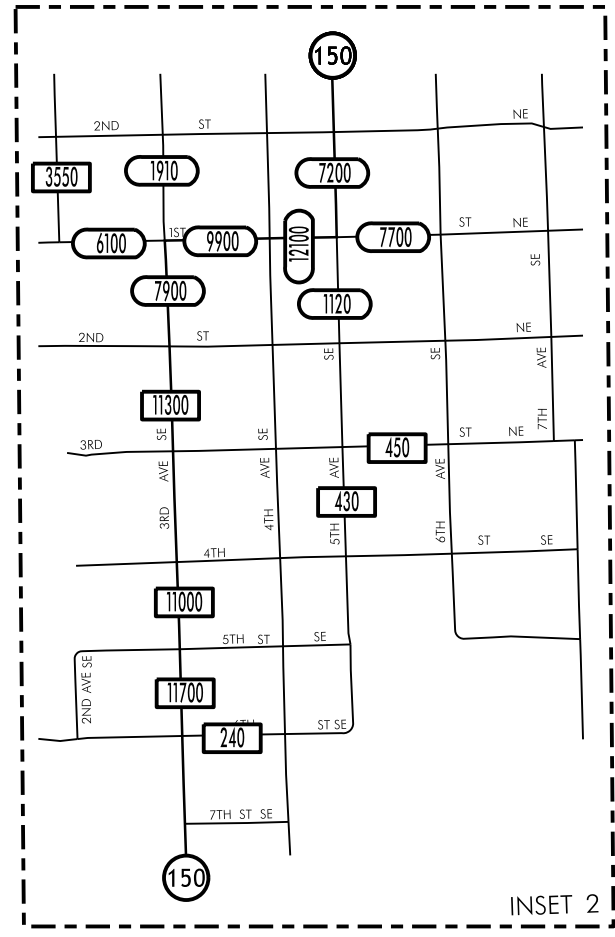 150
2ND ST NE
3550
1910
7200
6100
1ST
9900
12100
7700
ST NE
7900
1120
SE
2ND ST NE
SE
SE
AVE
11300
7TH
3RD ST NE
450
SE
SE
AVE
AVE
AVE
AVE
430
3RD
4TH
5TH
6TH
4TH ST SE
11000
5TH ST SE
2ND AVE SE
11700
ST SE
240
7TH ST SE
150
INSET 2